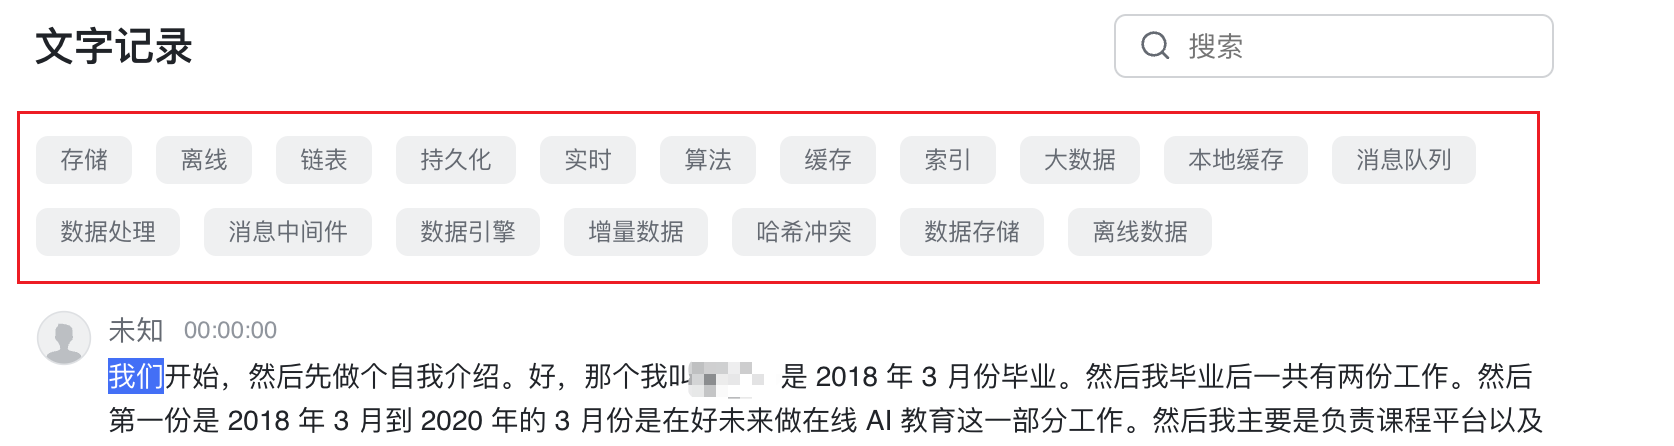 文字记录
搜索
存储 离线 链表 持久化 实时 算法 缓存 索引 大数据 本地缓存 消息队列
数据处理 消息中间件 数据引擎 增量数据 哈希冲突 数据存储 离线数据
未知 00:00:00
我们开始，然后先做个自我介绍。好，那个我叫 是 2018 年 3 月份毕业。然后我毕业后一共有两份工作。然后
第一份是 2018 年 3 月到 2020 年的 3 月份是在好未来做在线 AI 教育这一部分工作。然后我主要是负责课程平台以及